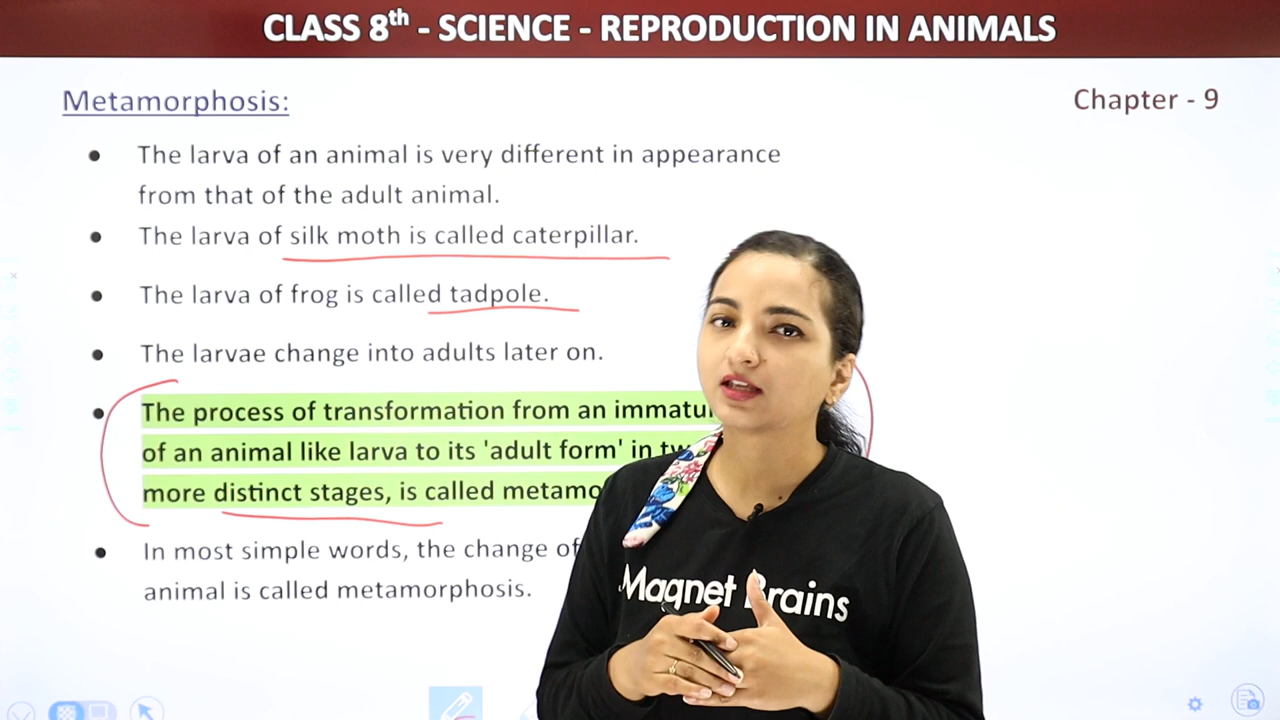 CLASS 8th - SCIENCE - REPRODUCTION IN ANIMALS
Metamorphosis:
Chapter - 9
• The larva of an animal is very different in appearance
from that of the adult animal.
• The larva of silk moth is called caterpillar.
• The larva of frog is called tadpole.
• The larvae change into adults later on.
• The process of transformation from an
of an animal like larva to its 'adult form' in
more distinct stages, is called
• In most simple words, the change of
animal is called metamorphosis.
Magnet Brains